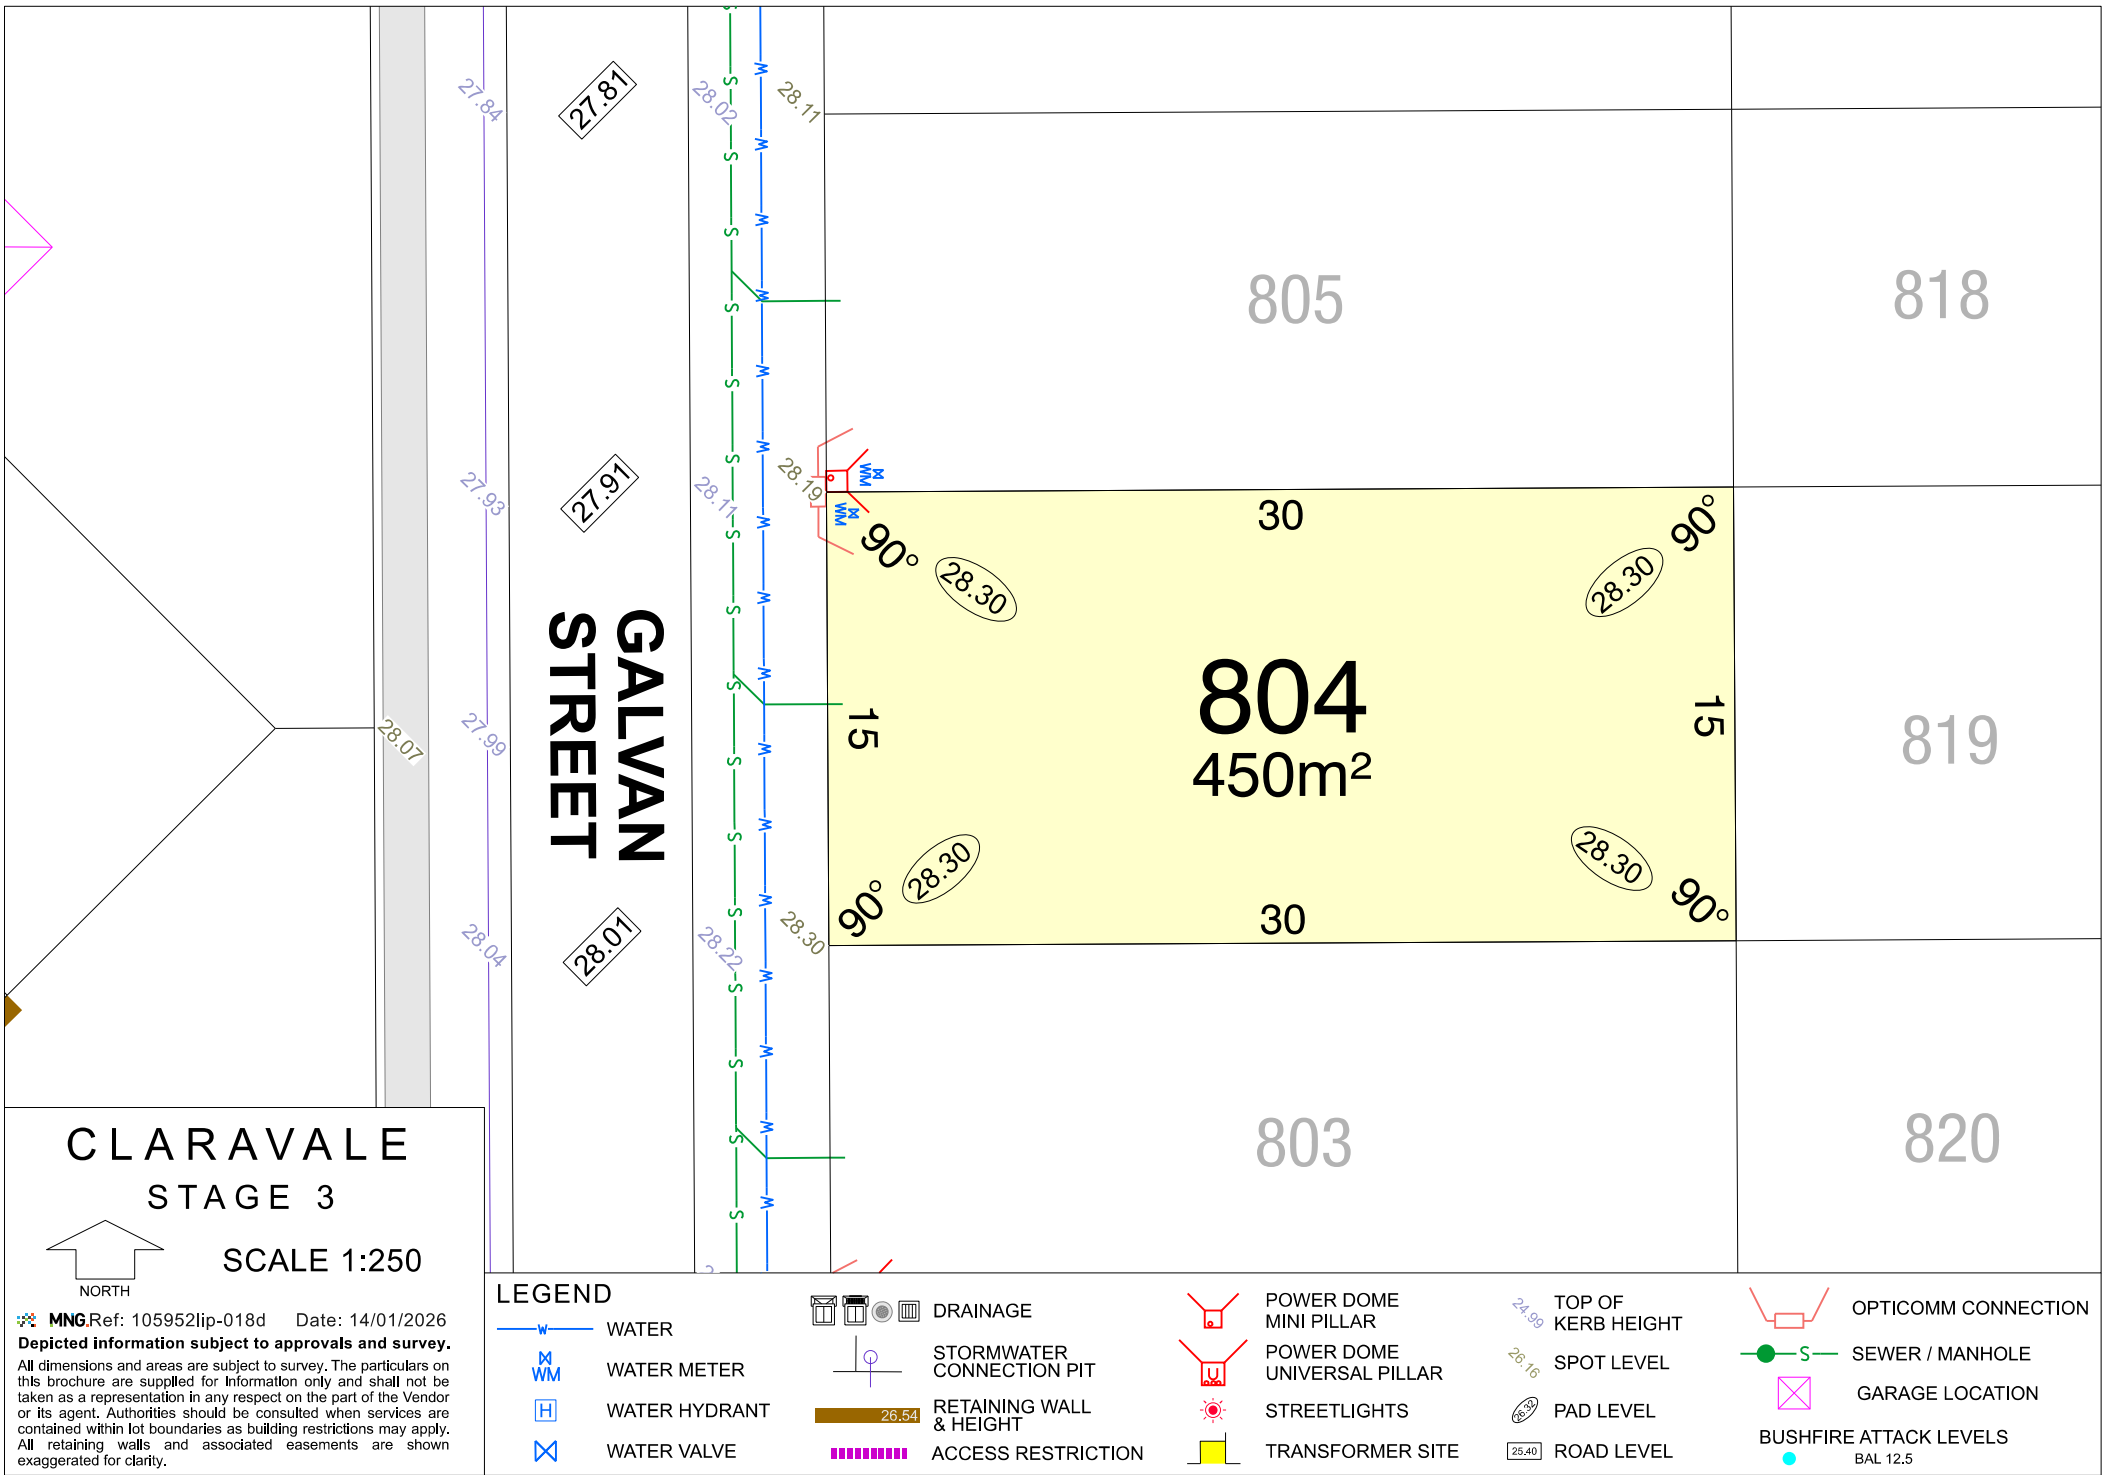 27.84
27.81
28.02
28.11
805
818
27.93
27.91
28.11
28.19
WM
WM
30
90°
90°
28.30
28.30
GALVAN
STREET
28.07
27.99
15
804
450m²
15
819
28.30
28.30
90°
90°
30
28.04
28.01
28.22
28.30
803
820
CLARAVALE
STAGE 3
NORTH
SCALE 1:250
MNG Ref: 105952lip-018d Date: 14/01/2026
Depicted information subject to approvals and survey.
All dimensions and areas are subject to survey. The particulars on
this brochure are supplied for information only and shall not be
taken as a representation in any respect on the part of the Vendor
or its agent. Authorities should be consulted when services are
contained within lot boundaries as building restrictions may apply.
All retaining walls and associated easements are shown
exaggerated for clarity.
LEGEND
W WATER
WM WATER METER
H WATER HYDRANT
WATER VALVE
DRAINAGE
STORMWATER
CONNECTION PIT
26.54 RETAINING WALL
& HEIGHT
ACCESS RESTRICTION
POWER DOME
MINI PILLAR
POWER DOME
UNIVERSAL PILLAR
U
STREETLIGHTS
TRANSFORMER SITE
24.99 TOP OF
KERB HEIGHT
26.16 SPOT LEVEL
26.32 PAD LEVEL
25.40 ROAD LEVEL
OPTICOMM CONNECTION
S SEWER / MANHOLE
GARAGE LOCATION
BUSHFIRE ATTACK LEVELS
BAL 12.5